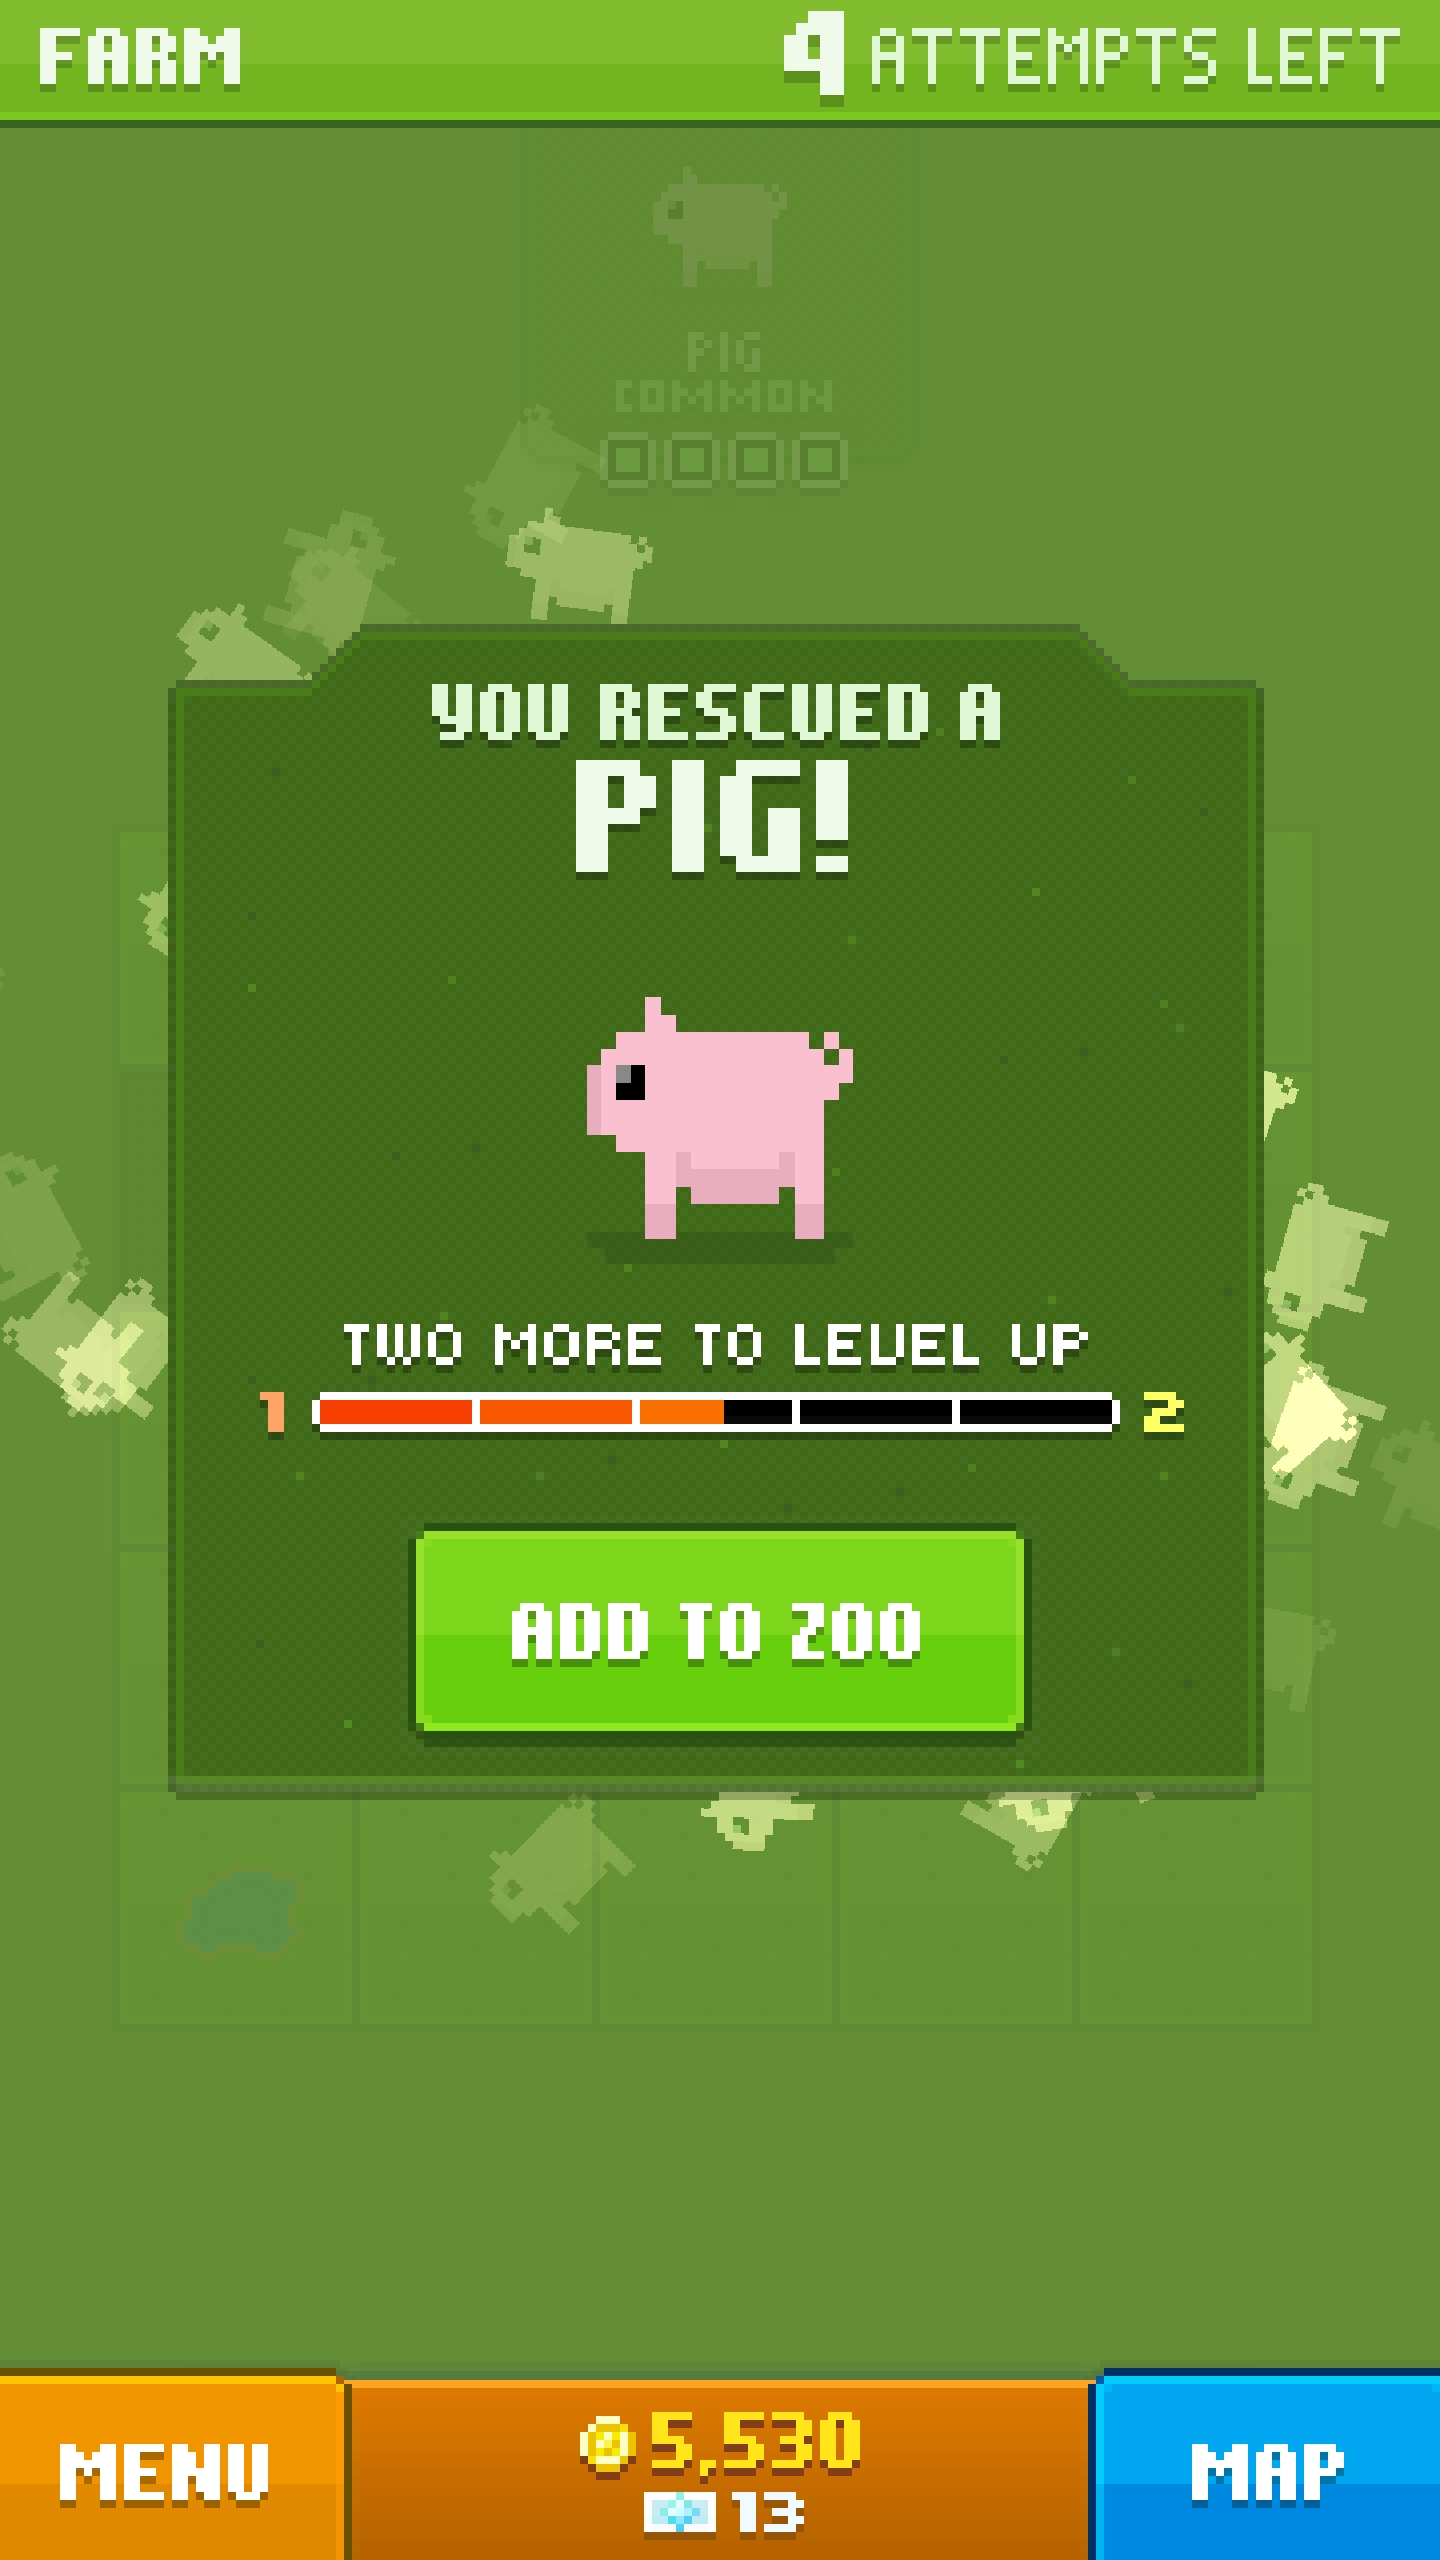 FARM
4 ATTEMPTS LEFT
PIG
COMMON
YOU RESCUED A
PIG!
TWO MORE TO LEVEL UP
1 2
ADD TO ZOO
MENU
5,530
13
MAP